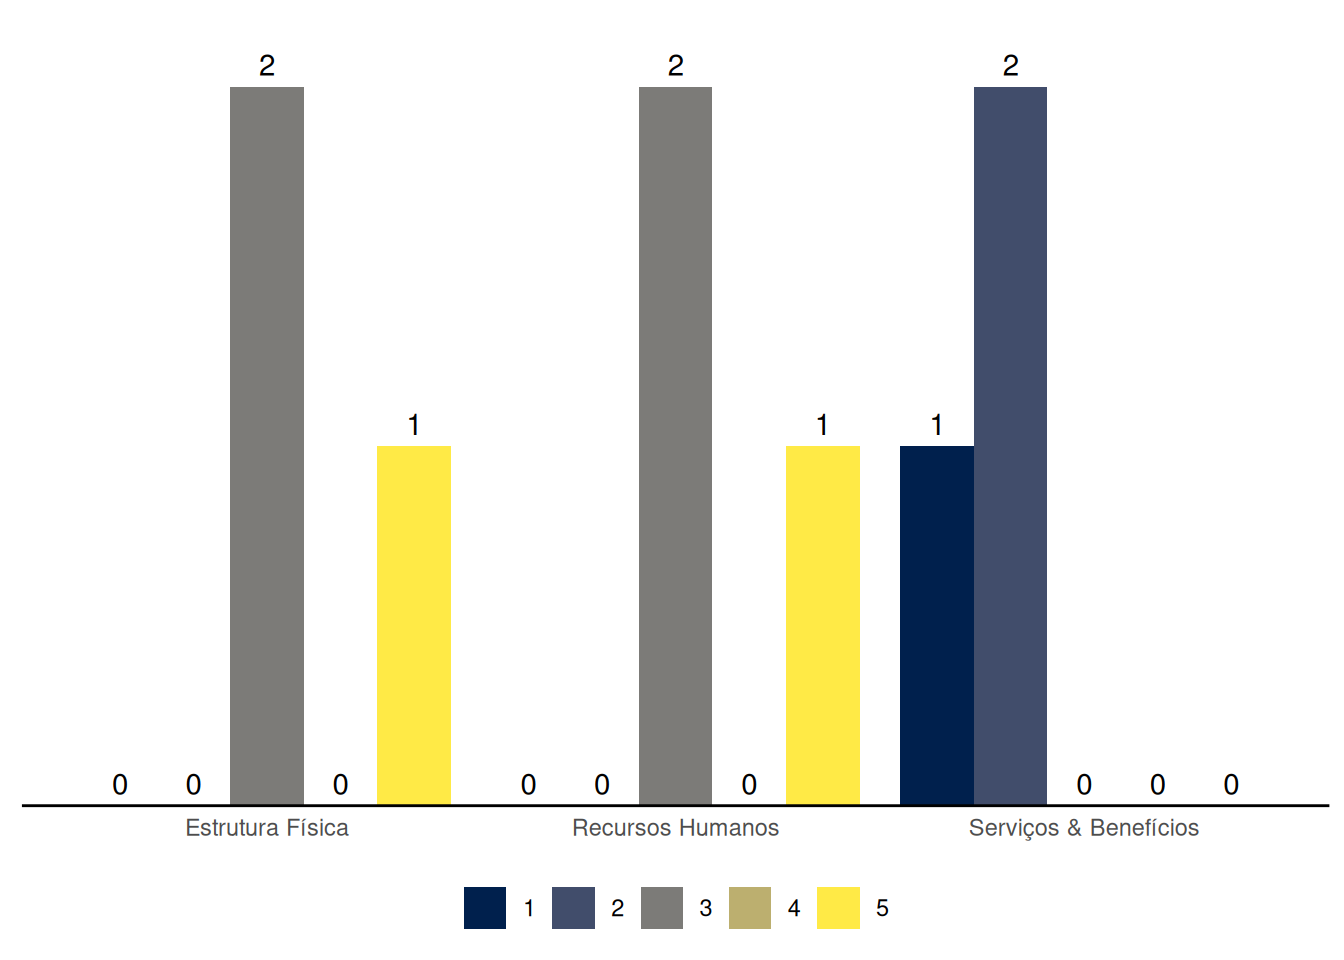 2 2 2
1 1 1
0 0 0 0 0 0 0 0 0
Estrutura Física Recursos Humanos Serviços & Benefícios
1 2 3 4 5